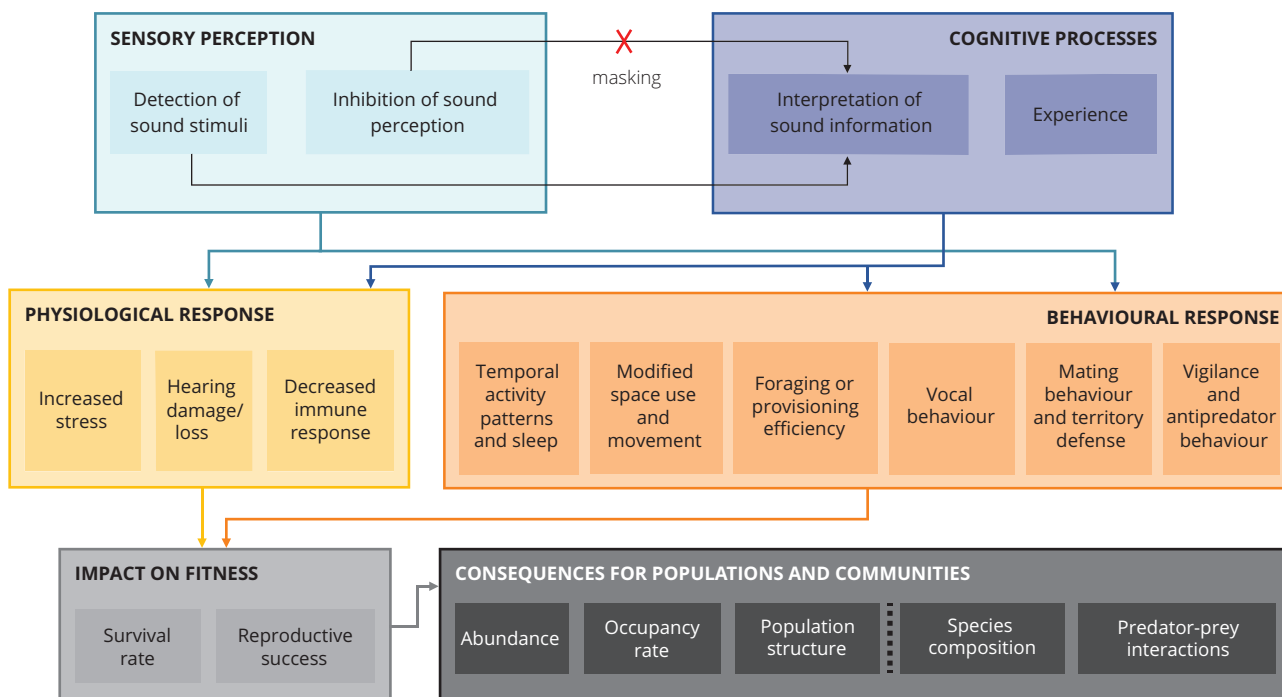 SENSORY PERCEPTION
Detection of
sound stimuli
Inhibition of sound
perception
masking
COGNITIVE PROCESSES
Interpretation of
sound information
Experience
PHYSIOLOGICAL RESPONSE
Increased
stress
Hearing
damage/
loss
Decreased
immune
response
BEHAVIOURAL RESPONSE
Temporal
activity
patterns
and sleep
Modified
space use
and
movement
Foraging or
provisioning
efficiency
Vocal
behaviour
Mating
behaviour
and territory
defense
Vigilance
and
antipredator
behaviour
IMPACT ON FITNESS
Survival
rate
Reproductive
success
CONSEQUENCES FOR POPULATIONS AND COMMUNITIES
Abundance
Occupancy
rate
Population
structure
Species
composition
Predator-prey
interactions